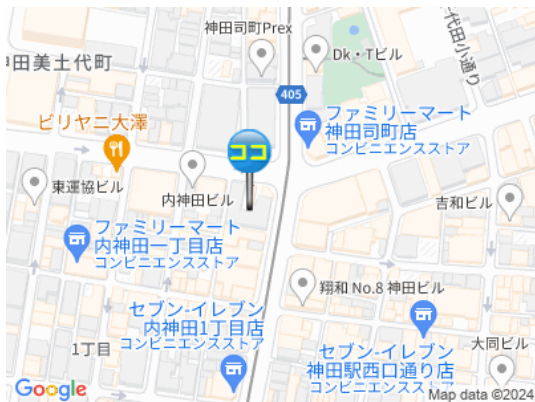 神田司町Prex
Dk・Tビル
代田小通り
神田美土代町
405
ファミリーマート
神田司町店
コンビニエンスストア
ビリヤニ大澤
ココ
東運協ビル
内神田ビル
吉和ビル
ファミリーマート
内神田一丁目店
コンビニエンスストア
翔和 No.8 神田ビル
セブン-イレブン
内神田1丁目店
コンビニエンスストア
1丁目
セブン-イレブン
神田駅西口通り店
コンビニエンスストア
大同ビル
Google
Map data ©2024